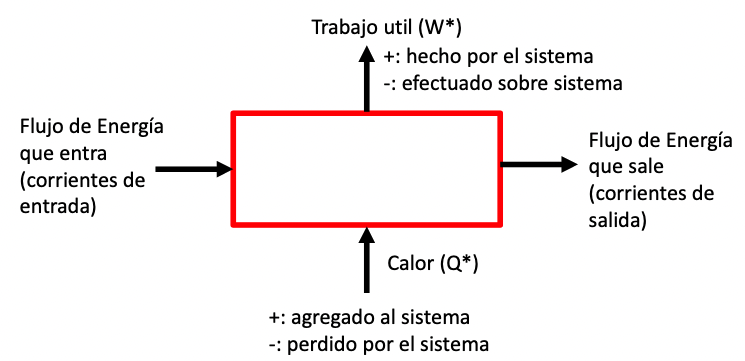 Trabajo util (W*)
+: hecho por el sistema
-: efectuado sobre sistema
Flujo de Energía
que entra
(corrientes de
entrada)
Flujo de Energía
que sale
(corrientes de
salida)
Calor (Q*)
+: agregado al sistema
-: perdido por el sistema